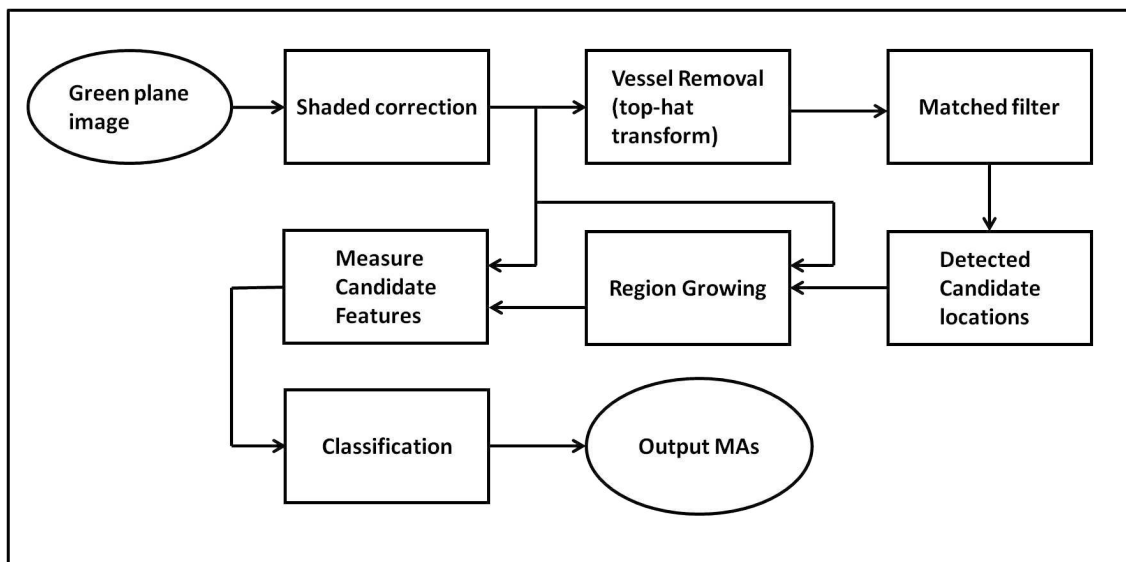 Green plane
image
Shaded correction
Vessel Removal
(top-hat
transform)
Matched filter
Measure
Candidate
Features
Region Growing
Detected
Candidate
locations
Classification
Output MAs